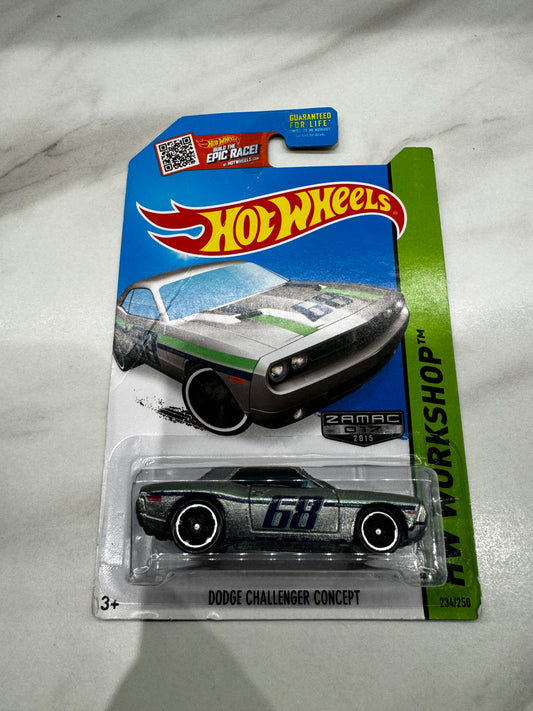 HOT WHEELS
BUILD THE
EPIC RACE!
AT HOTWHEELS.COM
GUARANTEED
FOR LIFE*
HOT WHEELS
68
ZAMAC
017
2015
HW WORKSHOP™
68
3+
DODGE CHALLENGER CONCEPT
234/250